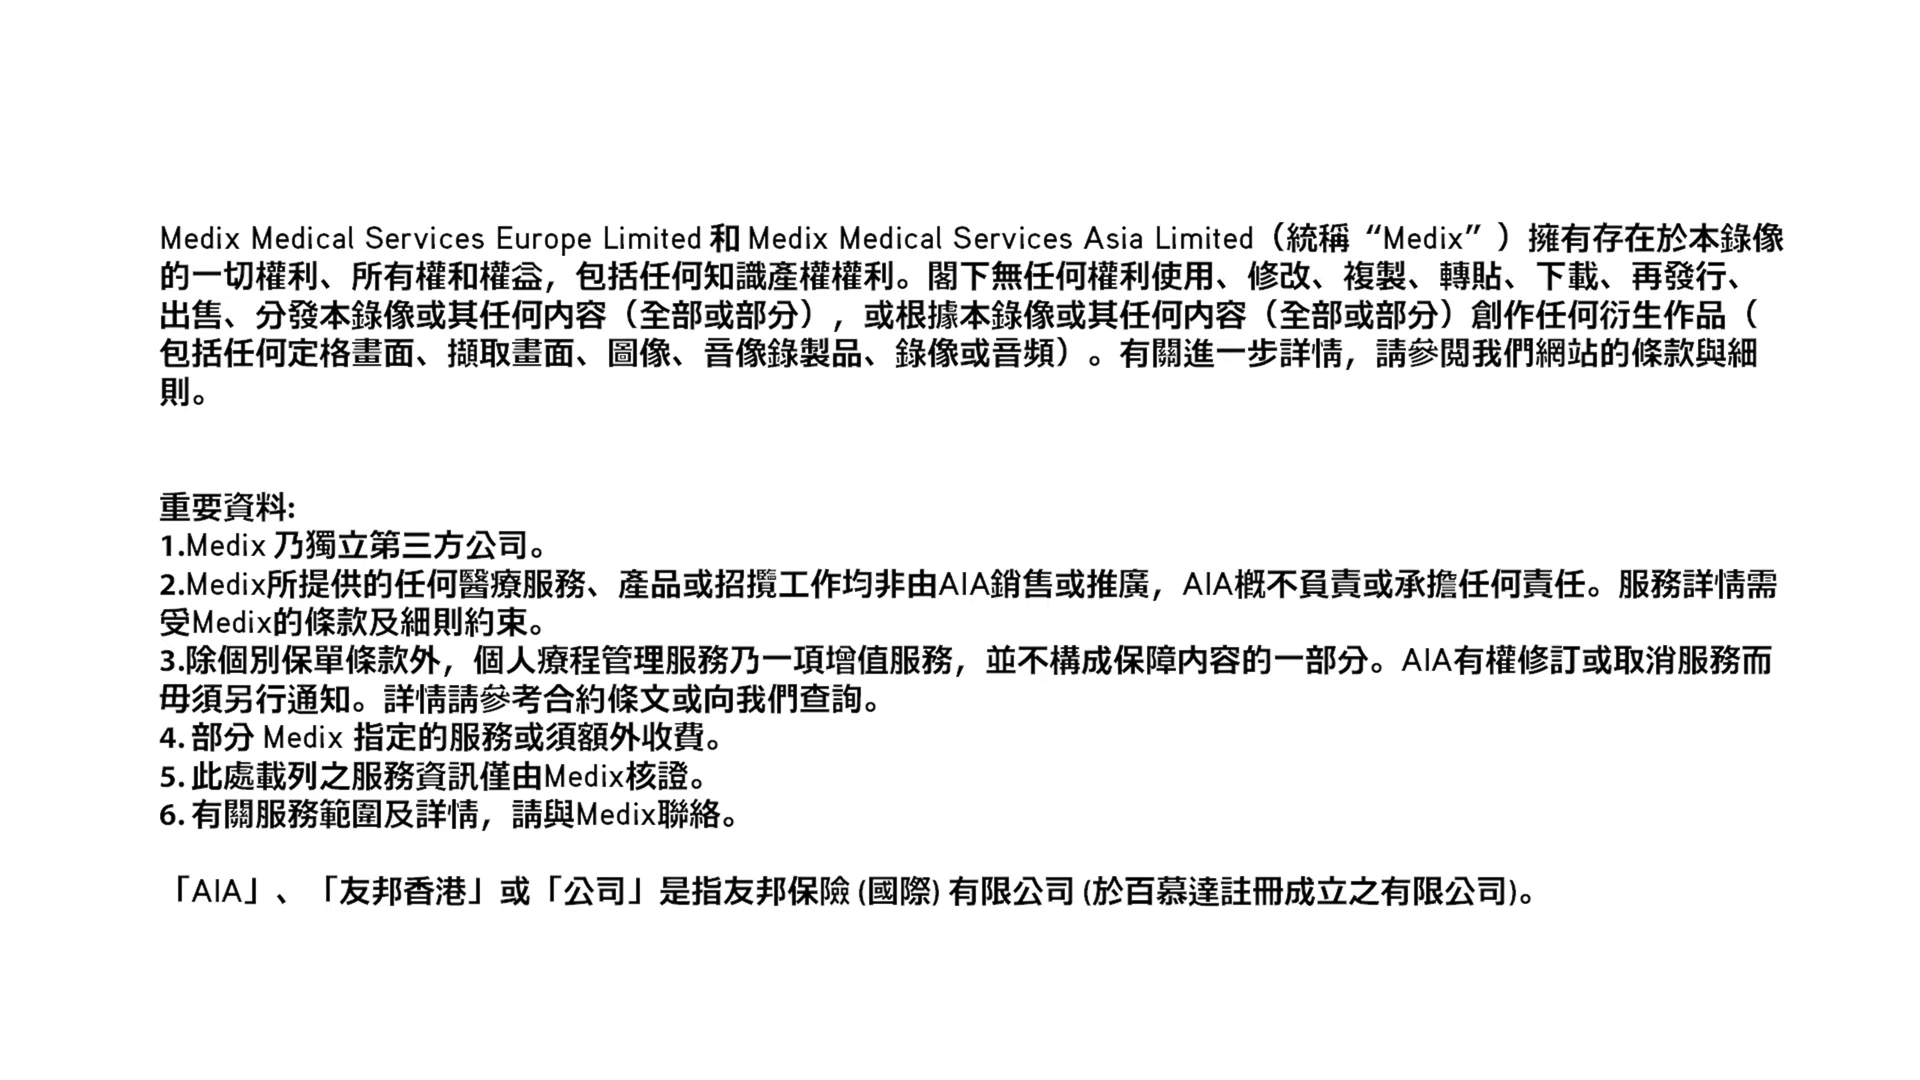 Medix Medical Services Europe Limited 和 Medix Medical Services Asia Limited（統稱“Medix”）擁有存在於本錄像
的一切權利、所有權和權益，包括任何知識產權權利。閣下無任何權利使用、修改、複製、轉貼、下載、再發行、
出售、分發本錄像或其任何內容（全部或部分），或根據本錄像或其任何內容（全部或部分）創作任何衍生作品（
包括任何定格畫面、擷取畫面、圖像、音像錄製品、錄像或音頻）。有關進一步詳情，請參閱我們網站的條款與細
則。
重要資料:
1.Medix 乃獨立第三方公司。
2.Medix所提供的任何醫療服務、產品或招攬工作均非由AIA銷售或推廣，AIA概不負責或承擔任何責任。服務詳情需
受Medix的條款及細則約束。
3.除個別保單條款外，個人療程管理服務乃一項增值服務，並不構成保障內容的一部分。AIA有權修訂或取消服務而
毋須另行通知。詳情請參考合約條文或向我們查詢。
4. 部分 Medix 指定的服務或須額外收費。
5. 此處載列之服務資訊僅由Medix核證。
6. 有關服務範圍及詳情，請與Medix聯絡。
「AIA」、「友邦香港」或「公司」是指友邦保險 (國際) 有限公司 (於百慕達註冊成立之有限公司)。